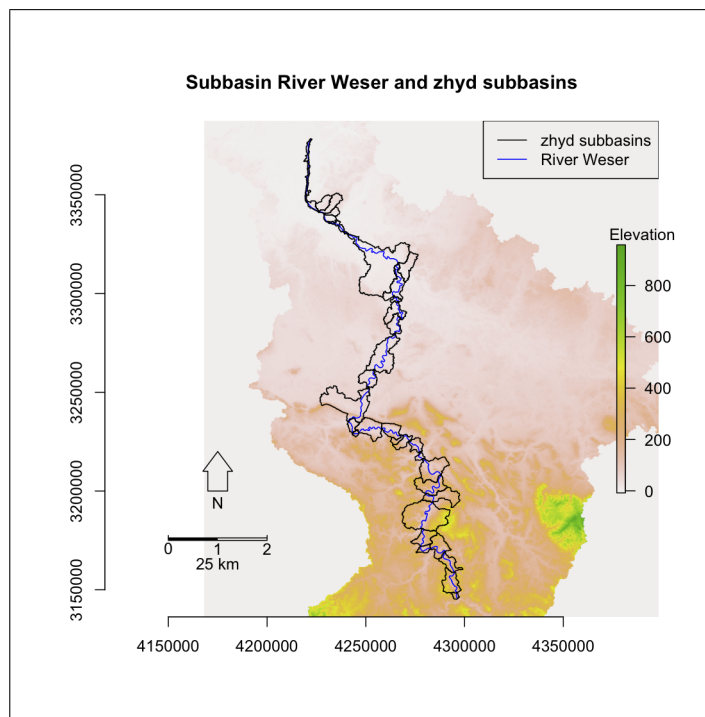 Subbasin River Weser and zhyd subbasins
zhyd subbasins
River Weser
Elevation
800
600
400
200
0
3350000
3300000
3250000
3200000
3150000
N
0 1 2
25 km
4150000 4200000 4250000 4300000 4350000